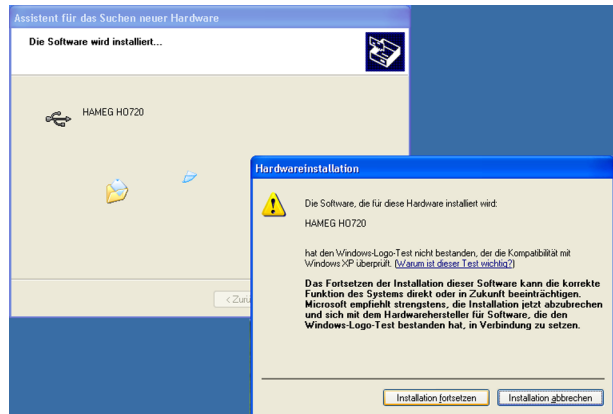 Assistent für das Suchen neuer Hardware
Die Software wird installiert...
HAMEG HO720
< Zurü
Hardwareinstallation
Die Software, die für diese Hardware installiert wird:
HAMEG HO720
hat den Windows-Logo-Test nicht bestanden, der die Kompatibilität mit
Windows XP überprüft. (Warum ist dieser Test wichtig?)
Das Fortsetzen der Installation dieser Software kann die korrekte
Funktion des Systems direkt oder in Zukunft beeinträchtigen.
Microsoft empfiehlt strengstens, die Installation jetzt abzubrechen
und sich mit dem Hardwarehersteller für Software, die den
Windows-Logo-Test bestanden hat, in Verbindung zu setzen.
Installation fortsetzen
Installation abbrechen